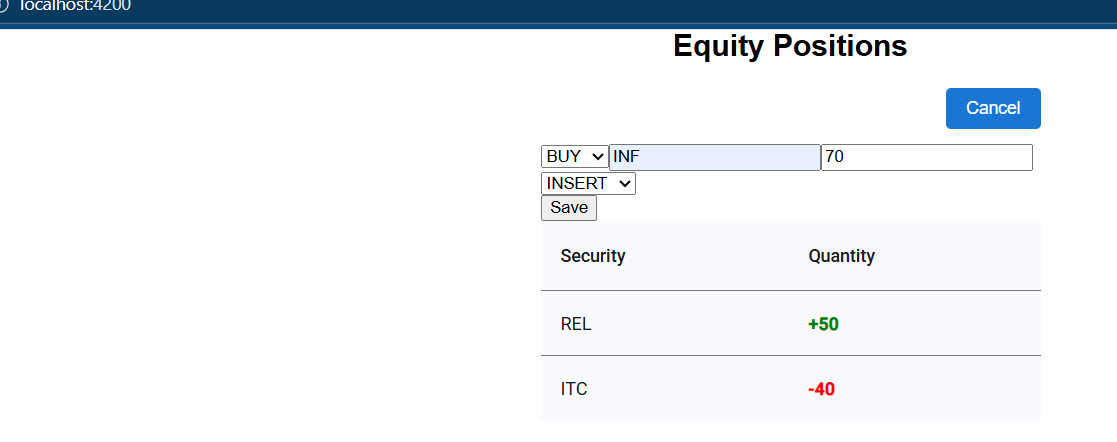 localhost:4200
Equity Positions
Cancel
BUY INF 70
INSERT
Save
Security Quantity
REL +50
ITC -40